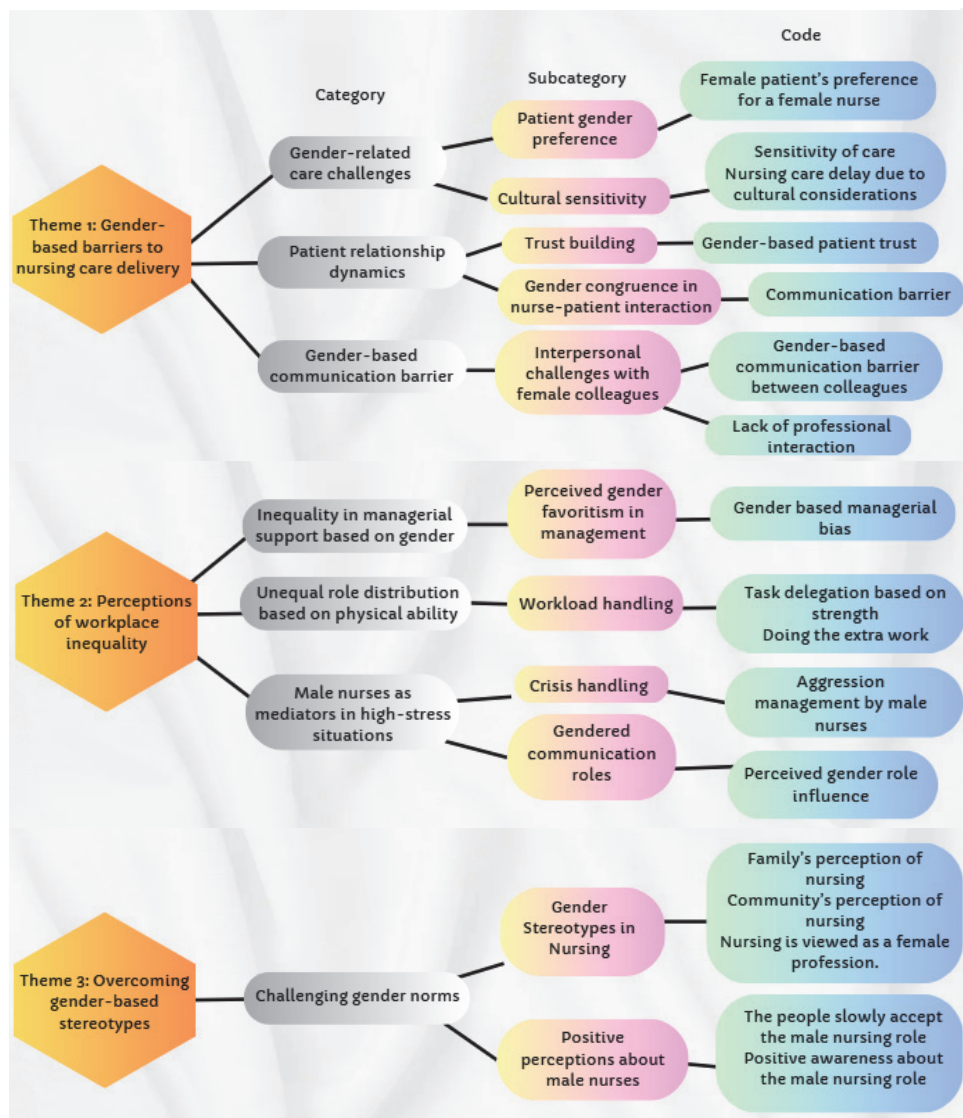 Code
Subcategory
Category
Female patient's preference
for a female nurse
Patient gender
preference
Gender-related
care challenges
Sensitivity of care
Nursing care delay due to
cultural considerations
Cultural sensitivity
Theme 1: Gender-
based barriers to
nursing care delivery
Patient relationship
dynamics
Trust building
Gender-based patient trust
Gender congruence in
nurse-patient interaction
Communication barrier
Gender-based
communication barrier
Interpersonal
challenges with
female colleagues
Gender-based
communication barrier
between colleagues
Lack of professional
interaction
Theme 2: Perceptions
of workplace
inequality
Inequality in managerial
support based on gender
Perceived gender
favoritism in
management
Gender based managerial
bias
Unequal role distribution
based on physical ability
Workload handling
Task delegation based on
strength
Doing the extra work
Male nurses as
mediators in high-stress
situations
Crisis handling
Aggression
management by male
nurses
Gendered
communication
roles
Perceived gender role
influence
Theme 3: Overcoming
gender-based
stereotypes
Challenging gender norms
Gender
Stereotypes in
Nursing
Family's perception of
nursing
Community's perception of
nursing
Nursing is viewed as a female
profession.
Positive
perceptions about
male nurses
The people slowly accept
the male nursing role
Positive awareness about
the male nursing role